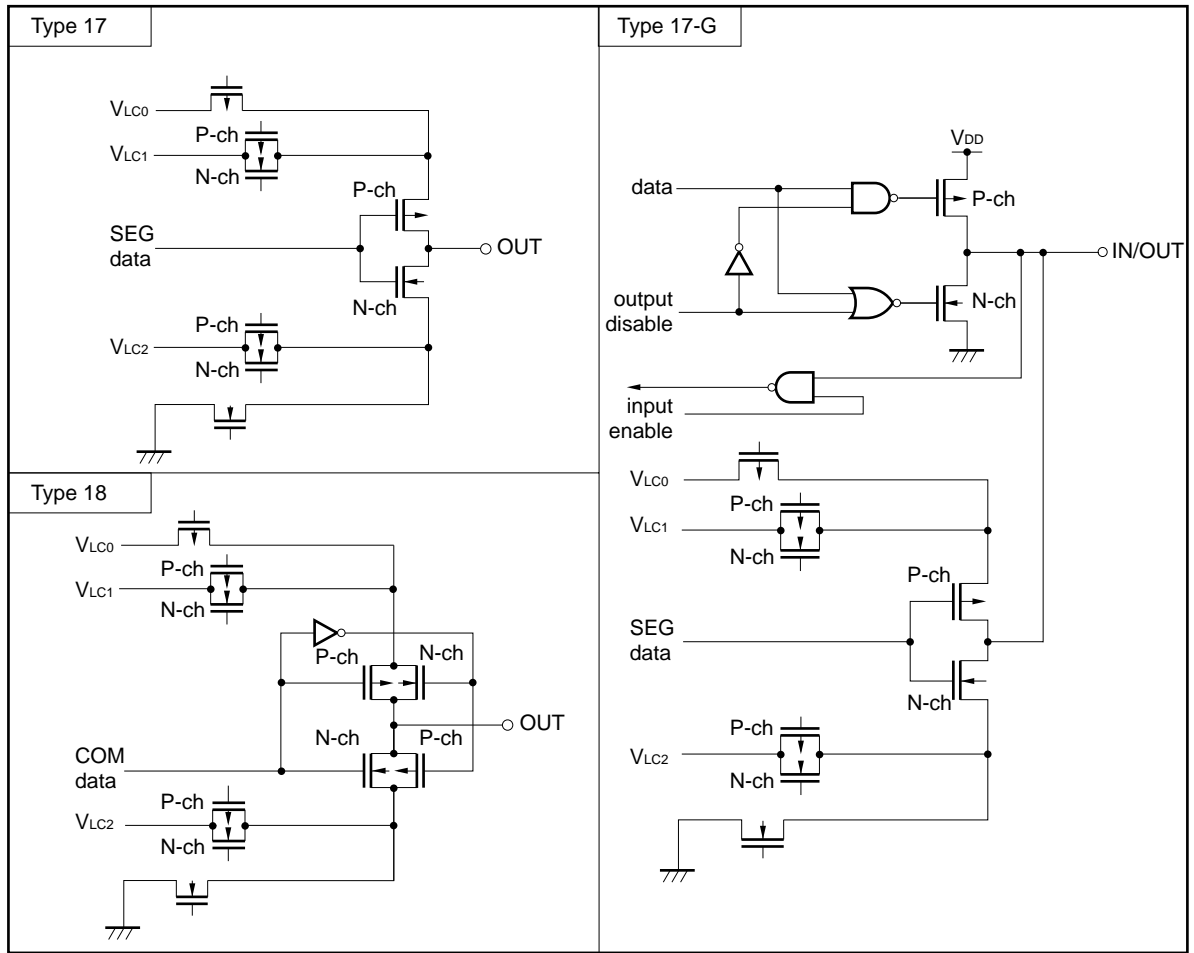 Type 17
VLC0
P-ch
VLC1
N-ch
P-ch
SEG
data
OUT
N-ch
P-ch
VLC2
N-ch
Type 18
VLC0
P-ch
VLC1
N-ch
P-ch
N-ch
OUT
N-ch
P-ch
COM
data
P-ch
VLC2
N-ch
Type 17-G
VDD
data
P-ch
IN/OUT
output
disable
N-ch
input
enable
VLC0
P-ch
VLC1
N-ch
P-ch
SEG
data
N-ch
P-ch
VLC2
N-ch